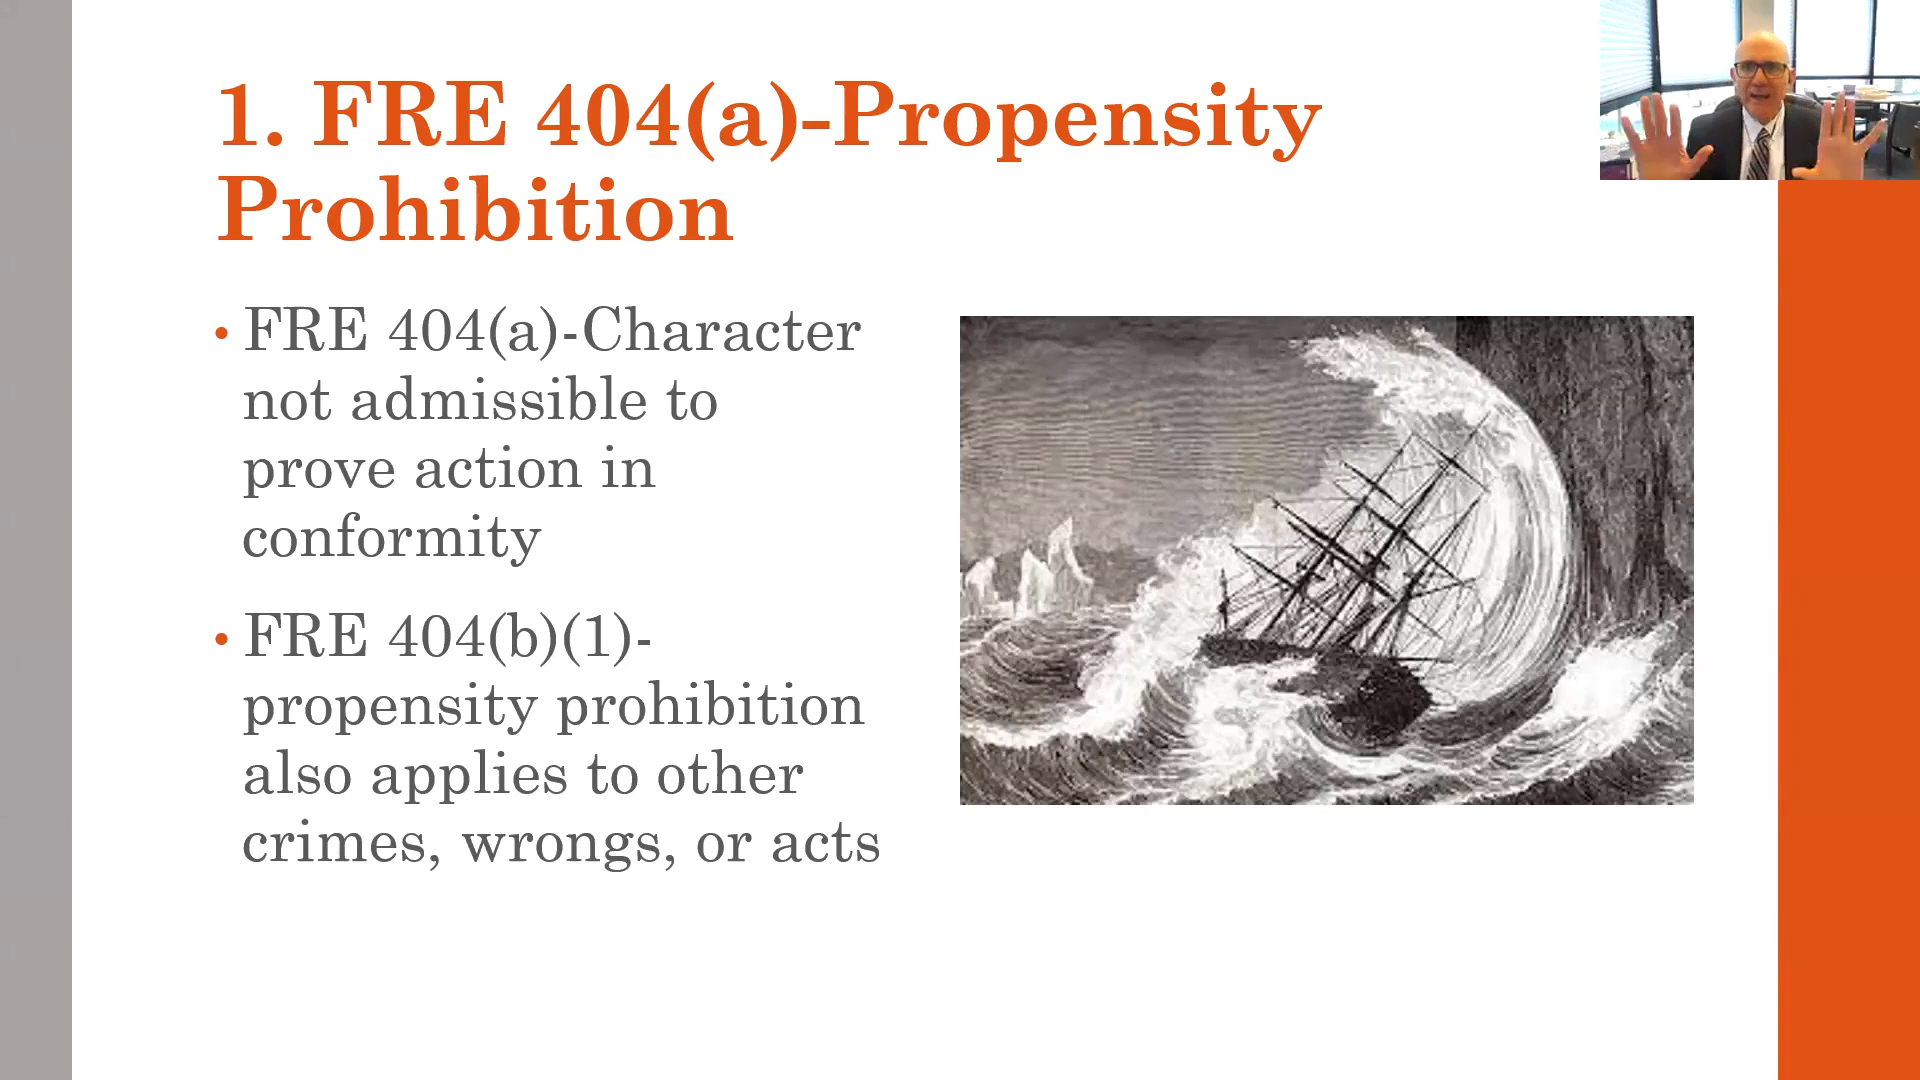 1. FRE 404(a)-Propensity
Prohibition
• FRE 404(a)-Character
not admissible to
prove action in
conformity
• FRE 404(b)(1)-
propensity prohibition
also applies to other
crimes, wrongs, or acts